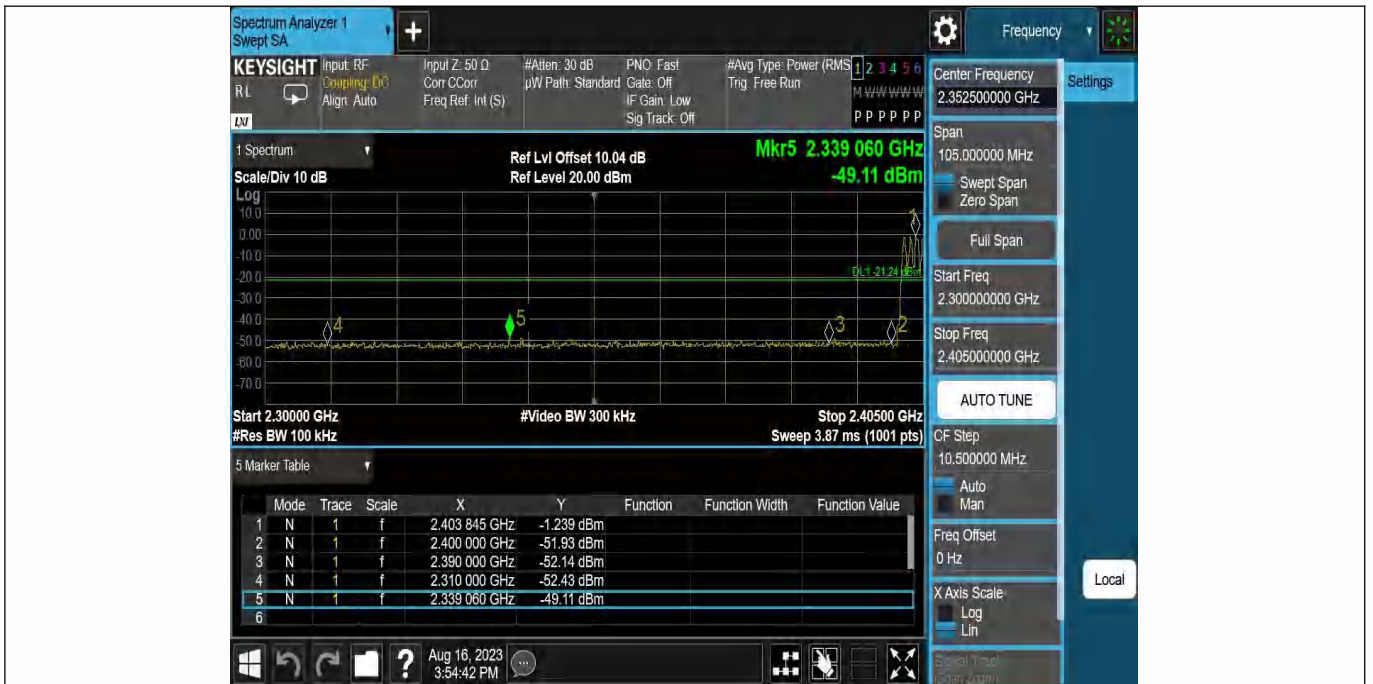 Spectrum Analyzer 1
Swept SA
Frequency
KEYSIGHT
RL
LXI
Input: RF
Coupling: DC
Align: Auto
Input Z: 50 Ω
Corr CCorr
Freq Ref: Int (S)
#Atten: 30 dB
µW Path: Standard
PNO: Fast
Gate: Off
IF Gain: Low
Sig Track: Off
#Avg Type: Power (RMS
Trig: Free Run
1 2 3 4 5 6
M W W W W W
P P P P P P
1 Spectrum
Scale/Div 10 dB
Ref Lvl Offset 10.04 dB
Ref Level 20.00 dBm
Mkr5 2.339 060 GHz
-49.11 dBm
Log
10.0
0.00
-10.0
-20.0
-30.0
-40.0
-50.0
-60.0
-70.0
1
DL1 -21.24 dBm
4
5
3
2
Start 2.30000 GHz
#Video BW 300 kHz
Stop 2.40500 GHz
#Res BW 100 kHz
Sweep 3.87 ms (1001 pts)
5 Marker Table
Mode Trace Scale X Y Function Function Width Function Value
1 N 1 f 2.403 845 GHz -1.239 dBm
2 N 1 f 2.400 000 GHz -51.93 dBm
3 N 1 f 2.390 000 GHz -52.14 dBm
4 N 1 f 2.310 000 GHz -52.43 dBm
5 N 1 f 2.339 060 GHz -49.11 dBm
6
Aug 16, 2023
3:54:42 PM
Center Frequency
2.352500000 GHz
Settings
Span
105.000000 MHz
Swept Span
Zero Span
Full Span
Start Freq
2.300000000 GHz
Stop Freq
2.405000000 GHz
AUTO TUNE
CF Step
10.500000 MHz
Auto
Man
Freq Offset
0 Hz
X Axis Scale
Log
Lin
Local
Signal Track
(Span Zoom)